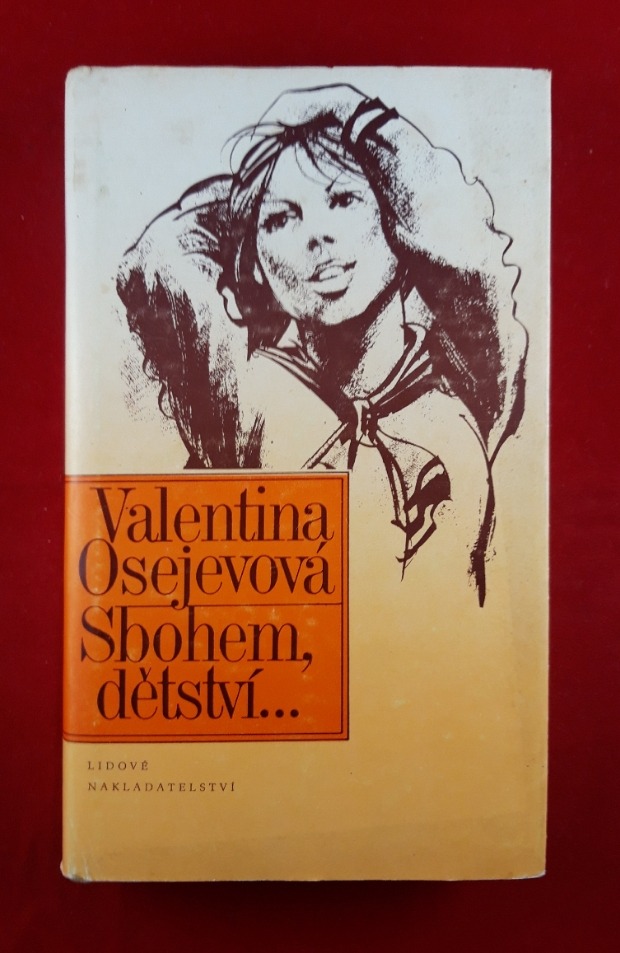 Valentina
Osejevová
Sbohem,
dětství...
LIDOVÉ
NAKLADATELSTVÍ